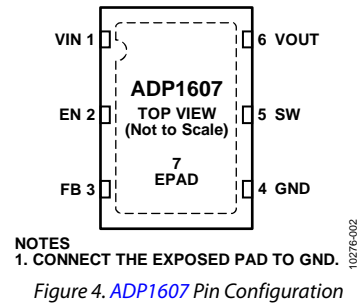 VIN 1
6 VOUT
ADP1607
EN 2
TOP VIEW
5 SW
(Not to Scale)
7
EPAD
FB 3
4 GND
NOTES
1. CONNECT THE EXPOSED PAD TO GND.
10276-002
Figure 4. ADP1607 Pin Configuration